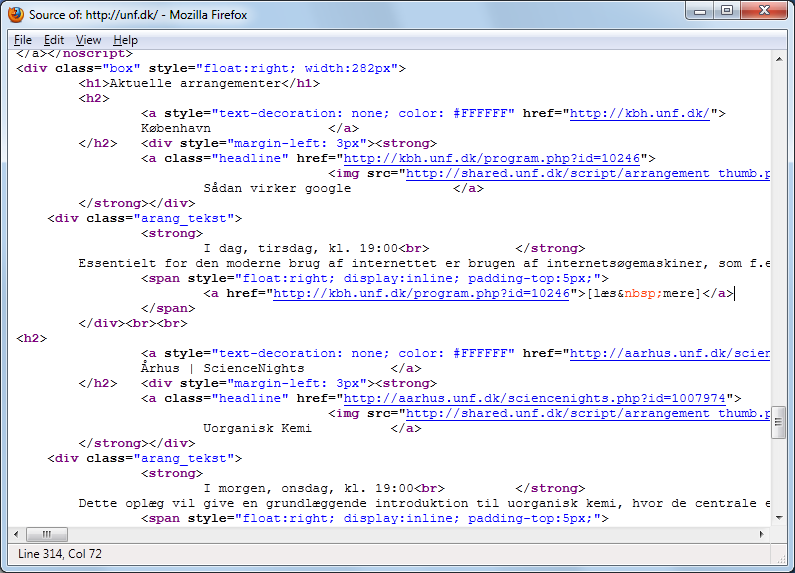 Source of: http://unf.dk/ - Mozilla Firefox
File Edit View Help
</a></noscript>
<div class="box" style="float:right; width:282px">
<h1>Aktuelle arrangementer</h1>
<h2>
<a style="text-decoration: none; color: #FFFFFF" href="http://kbh.unf.dk/">
København </a>
</h2> <div style="margin-left: 3px"><strong>
<a class="headline" href="http://kbh.unf.dk/program.php?id=10246">
<img src="http://shared.unf.dk/script/arrangement_thumb.p
Sådan virker google </a>
</strong></div>
<div class="arang_tekst">
<strong>
I dag, tirsdag, kl. 19:00<br> </strong>
Essentielt for den moderne brug af internettet er brugen af internetsøgemaskiner, som f.e
<span style="float:right; display:inline; padding-top:5px;">
<a href="http://kbh.unf.dk/program.php?id=10246">[læs&nbsp;mere]</a>
</span>
</div><br><br>
<h2>
<a style="text-decoration: none; color: #FFFFFF" href="http://aarhus.unf.dk/scien
Århus | ScienceNights </a>
</h2> <div style="margin-left: 3px"><strong>
<a class="headline" href="http://aarhus.unf.dk/sciencenights.php?id=1007974">
<img src="http://shared.unf.dk/script/arrangement_thumb.p
Uorganisk Kemi </a>
</strong></div>
<div class="arang_tekst">
<strong>
I morgen, onsdag, kl. 19:00<br> </strong>
Dette oplæg vil give en grundlæggende introduktion til uorganisk kemi, hvor de centrale e
<span style="float:right; display:inline; padding-top:5px;">
Line 314, Col 72